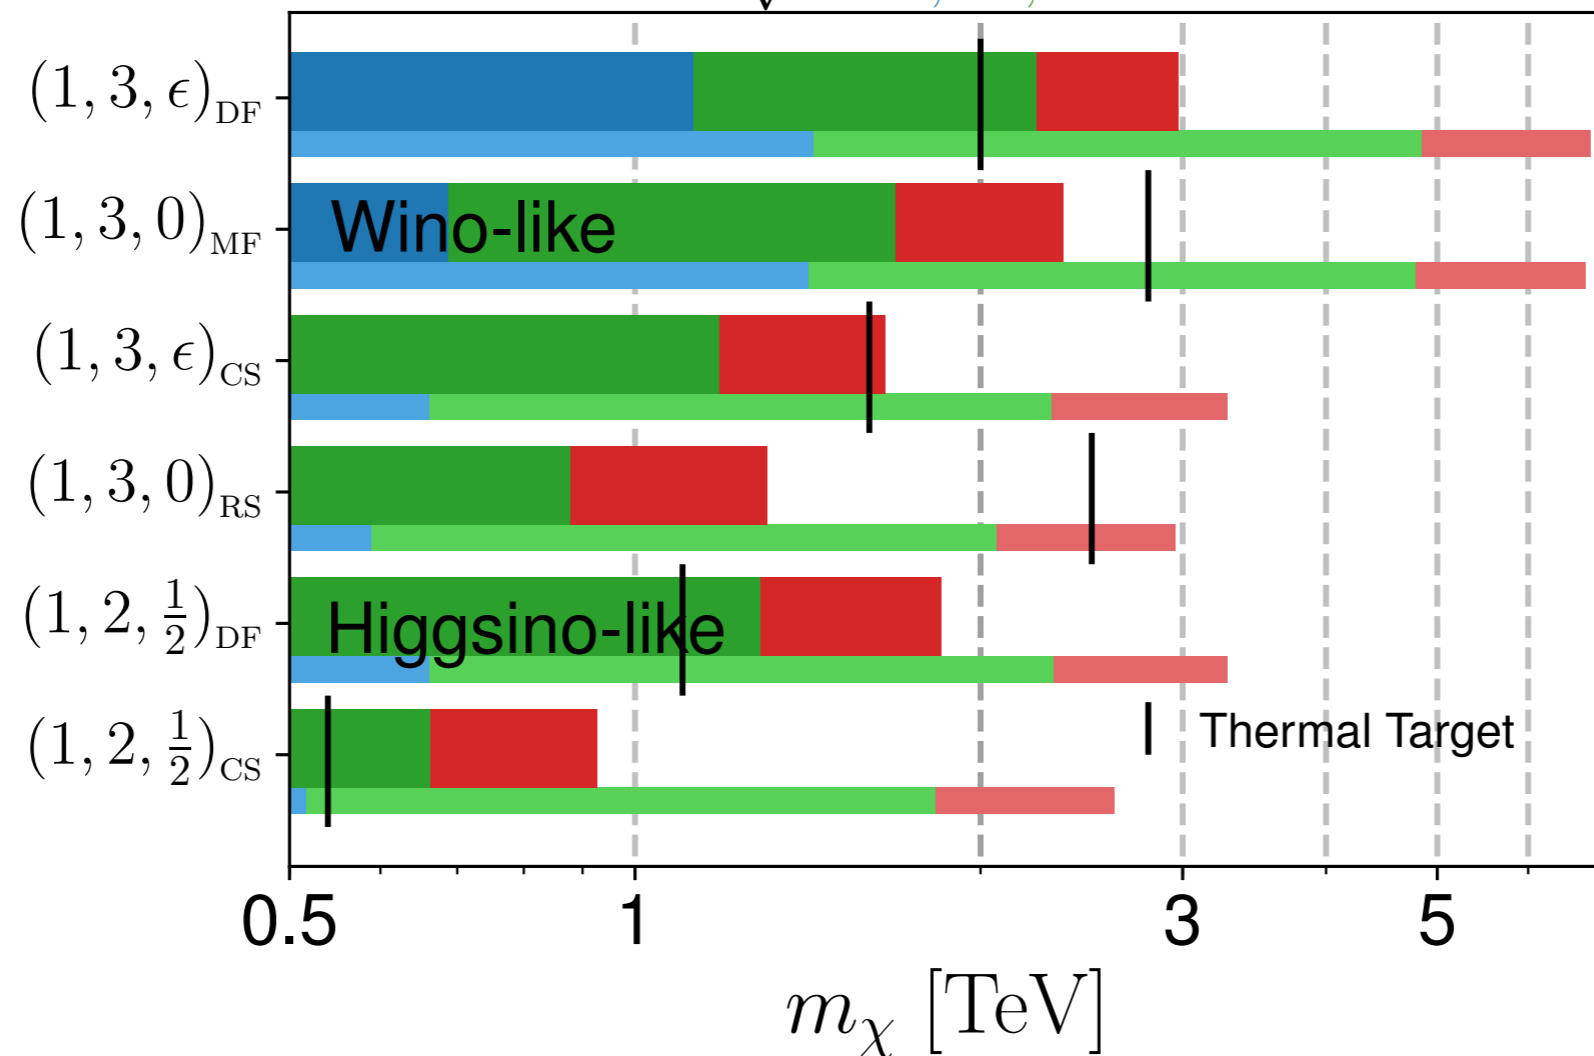 (1, 3, ϵ)DF
(1, 3, 0)MF
Wino-like
(1, 3, ϵ)CS
(1, 3, 0)RS
(1, 2, 1/2)DF
Higgsino-like
(1, 2, 1/2)CS
Thermal Target
0.5 1 3 5
mχ [TeV]